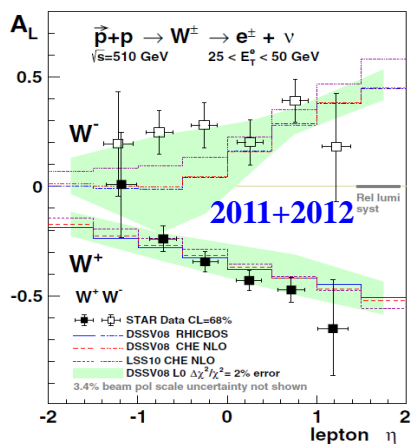 A_L
p⃗+p → W± → e± + ν
√s=510 GeV 25 < E_T^e < 50 GeV
0.5
W⁻
0
Rel lumi
syst
2011+2012
W⁺
-0.5
W⁺ W⁻
STAR Data CL=68%
DSSV08 RHICBOS
DSSV08 CHE NLO
LSS10 CHE NLO
DSSV08 L0 Δχ²/χ²= 2% error
3.4% beam pol scale uncertainty not shown
-2 -1 0 1 2
lepton η